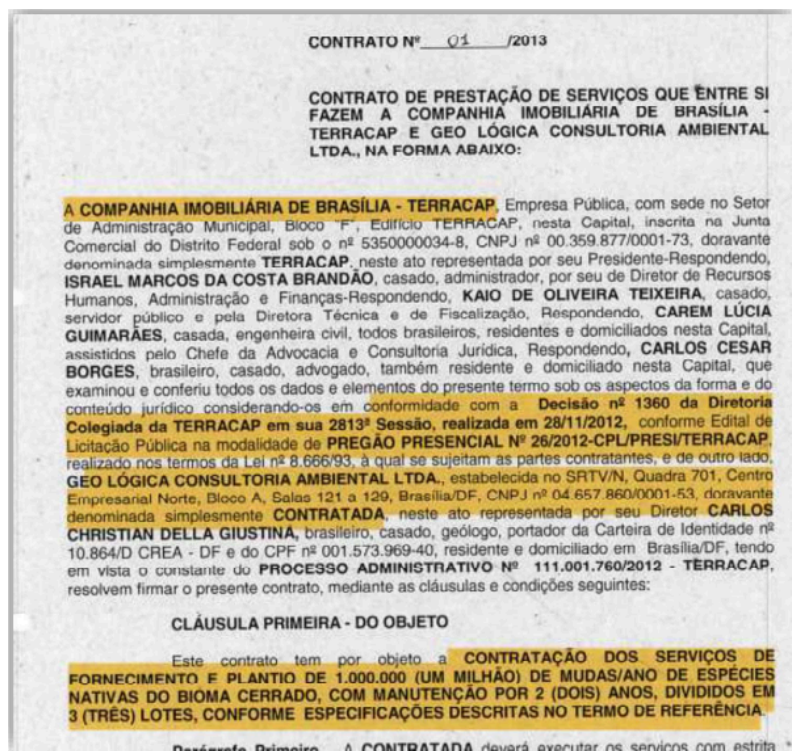 CONTRATO Nº 01 /2013
CONTRATO DE PRESTAÇÃO DE SERVIÇOS QUE ENTRE SI
FAZEM A COMPANHIA IMOBILIÁRIA DE BRASÍLIA -
TERRACAP E GEO LÓGICA CONSULTORIA AMBIENTAL
LTDA., NA FORMA ABAIXO:
A COMPANHIA IMOBILIÁRIA DE BRASÍLIA - TERRACAP, Empresa Pública, com sede no Setor
de Administração Municipal, Bloco "F", Edifício TERRACAP, nesta Capital, inscrita na Junta
Comercial do Distrito Federal sob o nº 5350000034-8, CNPJ nº 00.359.877/0001-73, doravante
denominada simplesmente TERRACAP, neste ato representada por seu Presidente-Respondendo,
ISRAEL MARCOS DA COSTA BRANDÃO, casado, administrador, por seu de Diretor de Recursos
Humanos, Administração e Finanças-Respondendo, KAIO DE OLIVEIRA TEIXEIRA, casado,
servidor público e pela Diretora Técnica e de Fiscalização, Respondendo, CAREM LÚCIA
GUIMARÃES, casada, engenheira civil, todos brasileiros, residentes e domiciliados nesta Capital,
assistidos pelo Chefe da Advocacia e Consultoria Jurídica, Respondendo, CARLOS CESAR
BORGES, brasileiro, casado, advogado, também residente e domiciliado nesta Capital, que
examinou e conferiu todos os dados e elementos do presente termo sob os aspectos da forma e do
conteúdo jurídico considerando-os em conformidade com a Decisão nº 1360 da Diretoria
Colegiada da TERRACAP em sua 2813ª Sessão, realizada em 28/11/2012, conforme Edital de
Licitação Pública na modalidade de PREGÃO PRESENCIAL Nº 26/2012-CPL/PRESI/TERRACAP,
realizado nos termos da Lei nº 8.666/93, à qual se sujeitam as partes contratantes, e de outro lado,
GEO LÓGICA CONSULTORIA AMBIENTAL LTDA., estabelecida no SRTV/N, Quadra 701, Centro
Empresarial Norte, Bloco A, Salas 121 a 129, Brasília/DF, CNPJ nº 04.657.860/0001-53, doravante
denominada simplesmente CONTRATADA, neste ato representada por seu Diretor CARLOS
CHRISTIAN DELLA GIUSTINA, brasileiro, casado, geólogo, portador da Carteira de Identidade nº
10.864/D CREA - DF e do CPF nº 001.573.969-40, residente e domiciliado em Brasília/DF, tendo
em vista o constante do PROCESSO ADMINISTRATIVO Nº 111.001.760/2012 - TERRACAP,
resolvem firmar o presente contrato, mediante as cláusulas e condições seguintes:
CLÁUSULA PRIMEIRA - DO OBJETO
Este contrato tem por objeto a CONTRATAÇÃO DOS SERVIÇOS DE
FORNECIMENTO E PLANTIO DE 1.000.000 (UM MILHÃO) DE MUDAS/ANO DE ESPÉCIES
NATIVAS DO BIOMA CERRADO, COM MANUTENÇÃO POR 2 (DOIS) ANOS, DIVIDIDOS EM
3 (TRÊS) LOTES, CONFORME ESPECIFICAÇÕES DESCRITAS NO TERMO DE REFERÊNCIA.
Parágrafo Primeiro - A CONTRATADA deverá executar os serviços com estrita